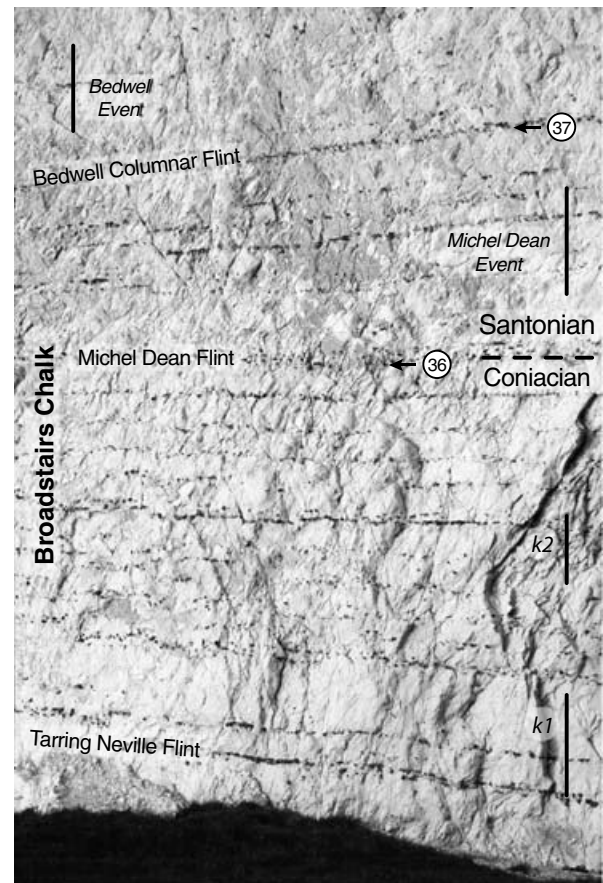 Bedwell
Event
37
Bedwell Columnar Flint
Michel Dean
Event
Santonian
Michel Dean Flint
36
Coniacian
Broadstairs Chalk
k2
k1
Tarring Neville Flint